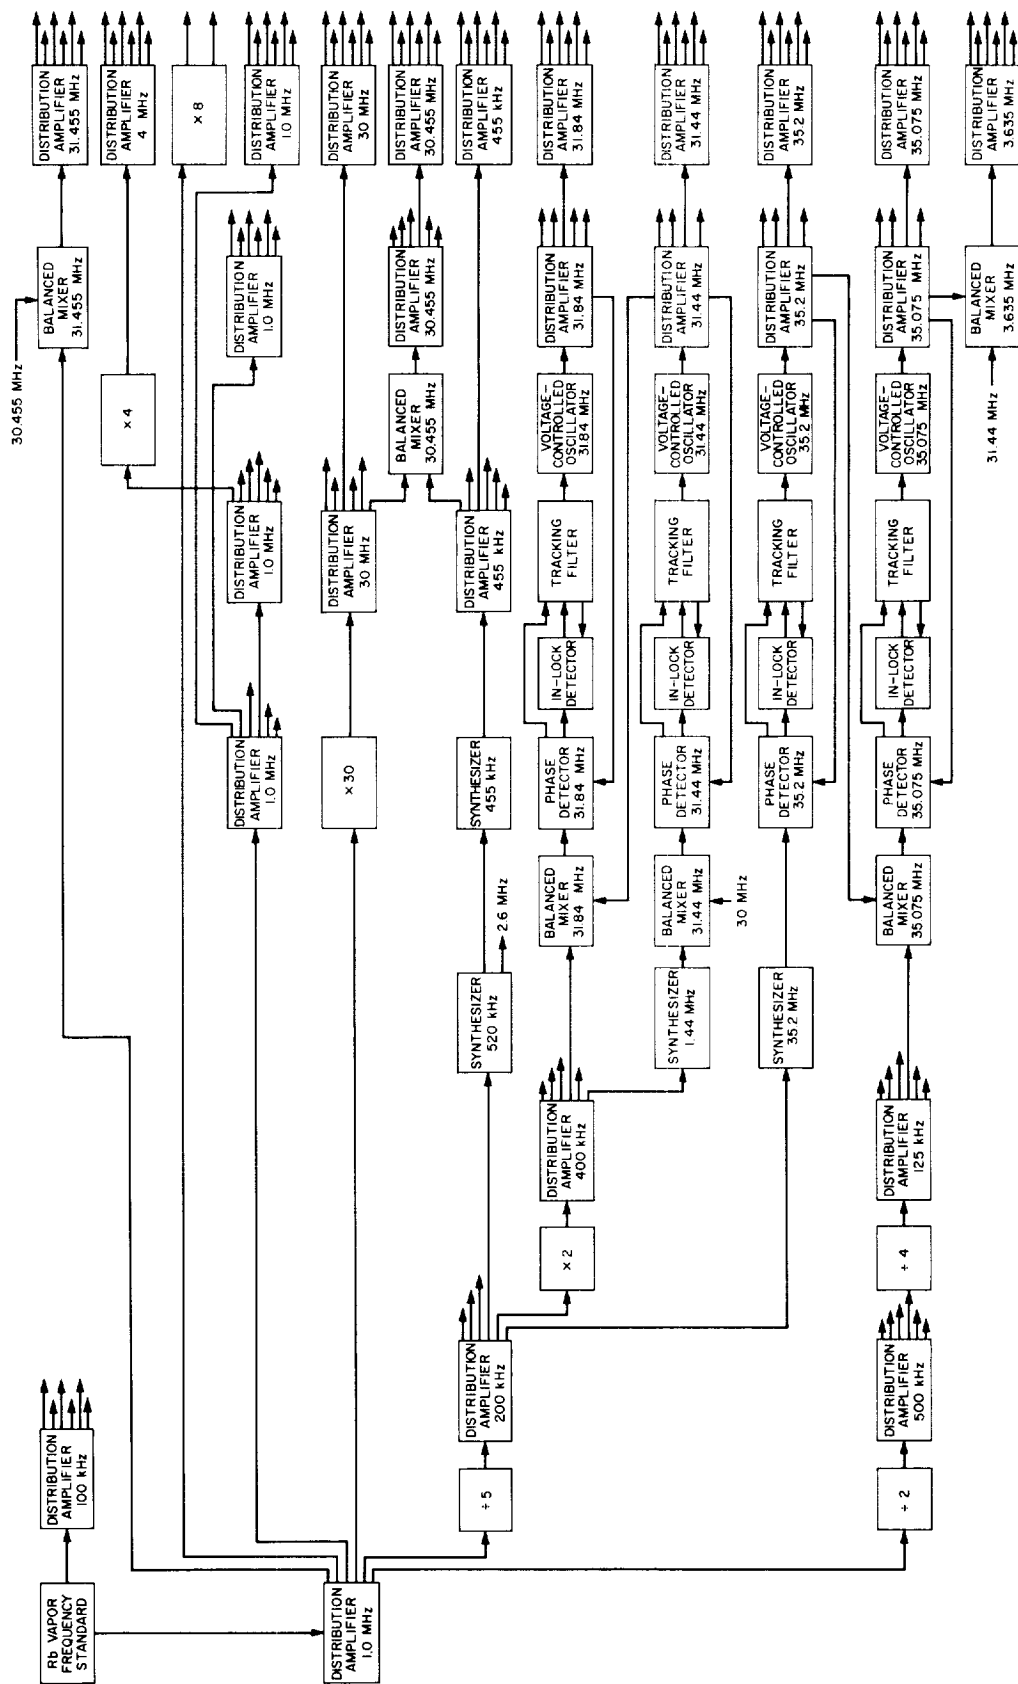 Rb VAPOR
FREQUENCY
STANDARD
DISTRIBUTION
AMPLIFIER
100 kHz
30.455 MHz
BALANCED
MIXER
31.455 MHz
DISTRIBUTION
AMPLIFIER
31.455 MHz
× 4
DISTRIBUTION
AMPLIFIER
4 MHz
× 8
DISTRIBUTION
AMPLIFIER
1.0 MHz
DISTRIBUTION
AMPLIFIER
1.0 MHz
DISTRIBUTION
AMPLIFIER
1.0 MHz
DISTRIBUTION
AMPLIFIER
1.0 MHz
DISTRIBUTION
AMPLIFIER
1.0 MHz
× 30
DISTRIBUTION
AMPLIFIER
30 MHz
DISTRIBUTION
AMPLIFIER
30 MHz
BALANCED
MIXER
30.455 MHz
DISTRIBUTION
AMPLIFIER
30.455 MHz
DISTRIBUTION
AMPLIFIER
30.455 MHz
÷ 5
DISTRIBUTION
AMPLIFIER
200 kHz
SYNTHESIZER
520 kHz
2.6 MHz
SYNTHESIZER
455 kHz
DISTRIBUTION
AMPLIFIER
455 kHz
DISTRIBUTION
AMPLIFIER
455 kHz
× 2
DISTRIBUTION
AMPLIFIER
400 kHz
BALANCED
MIXER
31.84 MHz
PHASE
DETECTOR
31.84 MHz
IN-LOCK
DETECTOR
TRACKING
FILTER
VOLTAGE-
CONTROLLED
OSCILLATOR
31.84 MHz
DISTRIBUTION
AMPLIFIER
31.84 MHz
DISTRIBUTION
AMPLIFIER
31.84 MHz
SYNTHESIZER
1.44 MHz
BALANCED
MIXER
31.44 MHz
30 MHz
PHASE
DETECTOR
31.44 MHz
IN-LOCK
DETECTOR
TRACKING
FILTER
VOLTAGE-
CONTROLLED
OSCILLATOR
31.44 MHz
DISTRIBUTION
AMPLIFIER
31.44 MHz
DISTRIBUTION
AMPLIFIER
31.44 MHz
SYNTHESIZER
35.2 MHz
PHASE
DETECTOR
35.2 MHz
IN-LOCK
DETECTOR
TRACKING
FILTER
VOLTAGE-
CONTROLLED
OSCILLATOR
35.2 MHz
DISTRIBUTION
AMPLIFIER
35.2 MHz
DISTRIBUTION
AMPLIFIER
35.2 MHz
÷ 2
DISTRIBUTION
AMPLIFIER
500 kHz
÷ 4
DISTRIBUTION
AMPLIFIER
125 kHz
BALANCED
MIXER
35.075 MHz
PHASE
DETECTOR
35.075 MHz
IN-LOCK
DETECTOR
TRACKING
FILTER
VOLTAGE-
CONTROLLED
OSCILLATOR
35.075 MHz
DISTRIBUTION
AMPLIFIER
35.075 MHz
DISTRIBUTION
AMPLIFIER
35.075 MHz
31.44 MHz
BALANCED
MIXER
3.635 MHz
DISTRIBUTION
AMPLIFIER
3.635 MHz